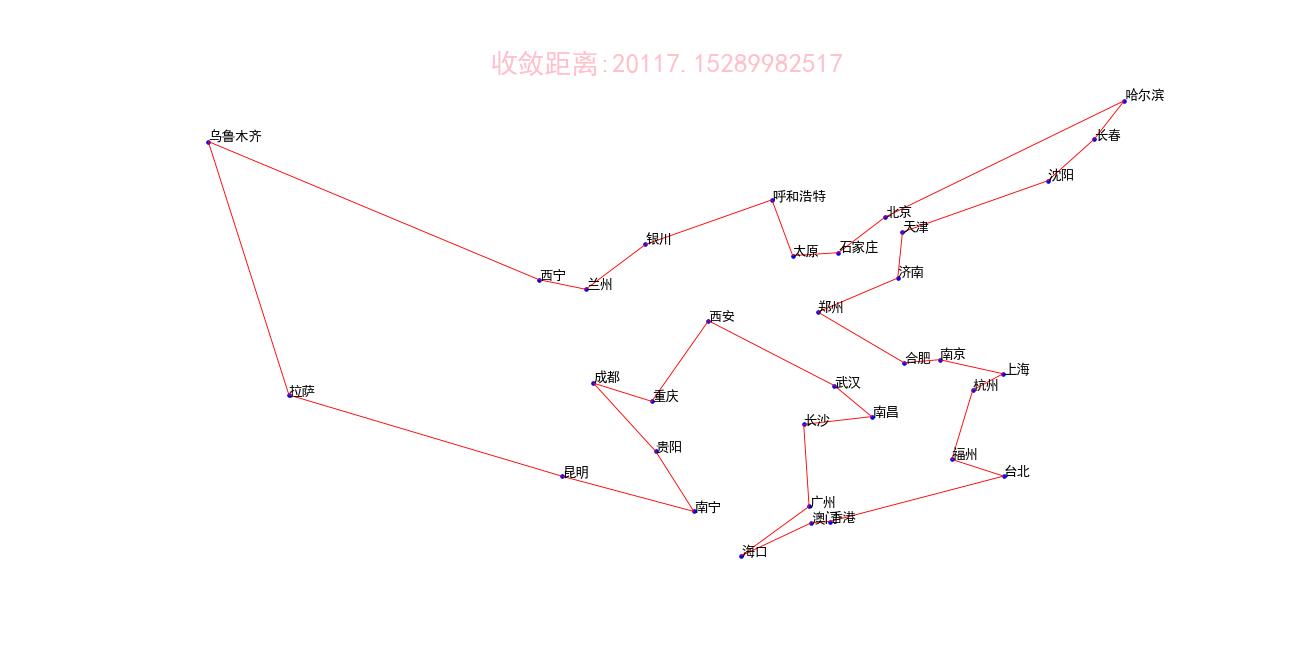 收敛距离:20117.15289982517
哈尔滨
乌鲁木齐
长春
沈阳
呼和浩特
北京
天津
银川
太原
石家庄
西宁
兰州
济南
郑州
西安
合肥
南京
上海
成都
武汉
杭州
拉萨
重庆
长沙
南昌
贵阳
福州
昆明
台北
南宁
广州
澳门
香港
海口